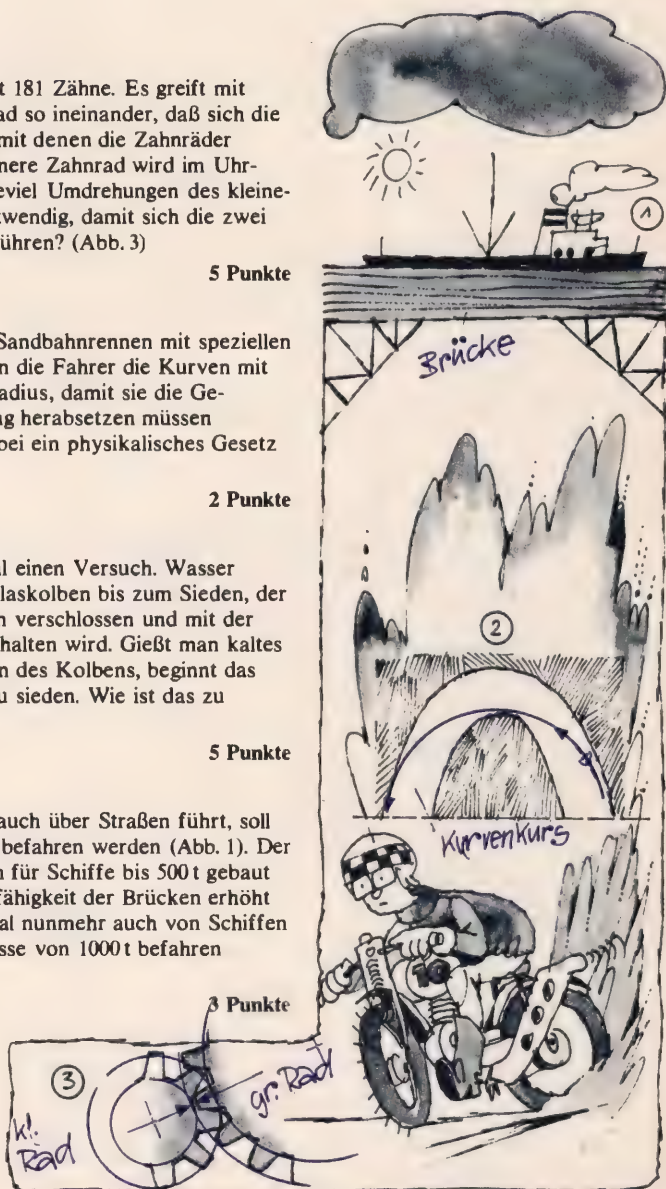 t 181 Zähne. Es greift mit
ad so ineinander, daß sich die
mit denen die Zahnräder
nere Zahnrad wird im Uhr-
eviel Umdrehungen des kleine-
twendig, damit sich die zwei
ühren? (Abb. 3)
5 Punkte
Sandbahnrennen mit speziellen
n die Fahrer die Kurven mit
adius, damit sie die Ge-
ng herabsetzen müssen
bei ein physikalisches Gesetz
2 Punkte
al einen Versuch. Wasser
laskolben bis zum Sieden, der
n verschlossen und mit der
halten wird. Gießt man kaltes
n des Kolbens, beginnt das
u sieden. Wie ist das zu
5 Punkte
auch über Straßen führt, soll
befahren werden (Abb. 1). Der
n für Schiffe bis 500 t gebaut
fähigkeit der Brücken erhöht
al nunmehr auch von Schiffen
sse von 1000 t befahren
3 Punkte
1
Brücke
2
Kurvenkurs
3
kl. Rad
gr. Rad